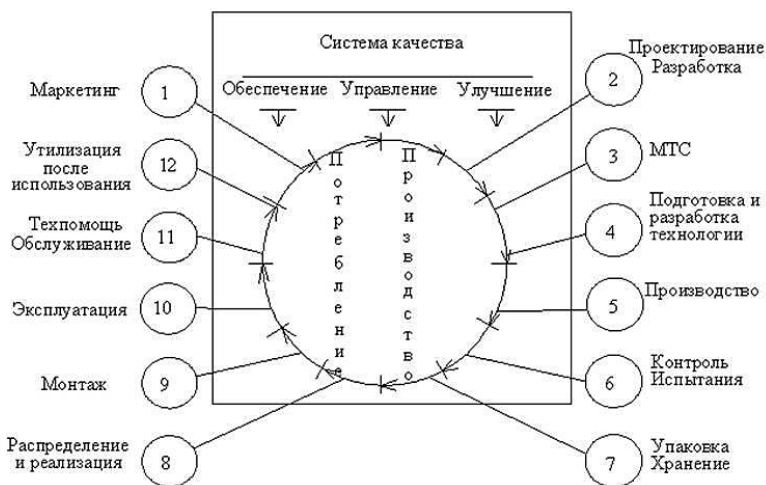 Система качества
Обеспечение Управление Улучшение
Маркетинг
1
2
Проектирование
Разработка
Утилизация
после
использования
12
3
МТС
Техпомощь
Обслуживание
11
4
Подготовка и
разработка
технологии
Эксплуатация
10
5
Производство
Монтаж
9
6
Контроль
Испытания
Распределение
и реализация
8
7
Упаковка
Хранение
Потребление
Производство